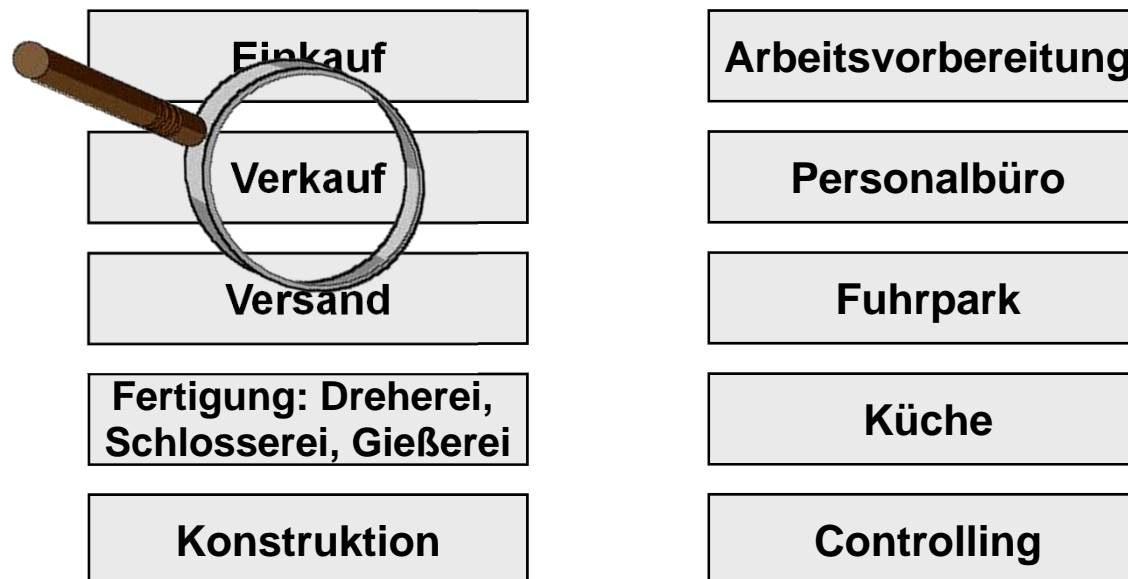 Einkauf
Verkauf
Versand
Fertigung: Dreherei,
Schlosserei, Gießerei
Konstruktion
Arbeitsvorbereitung
Personalbüro
Fuhrpark
Küche
Controlling